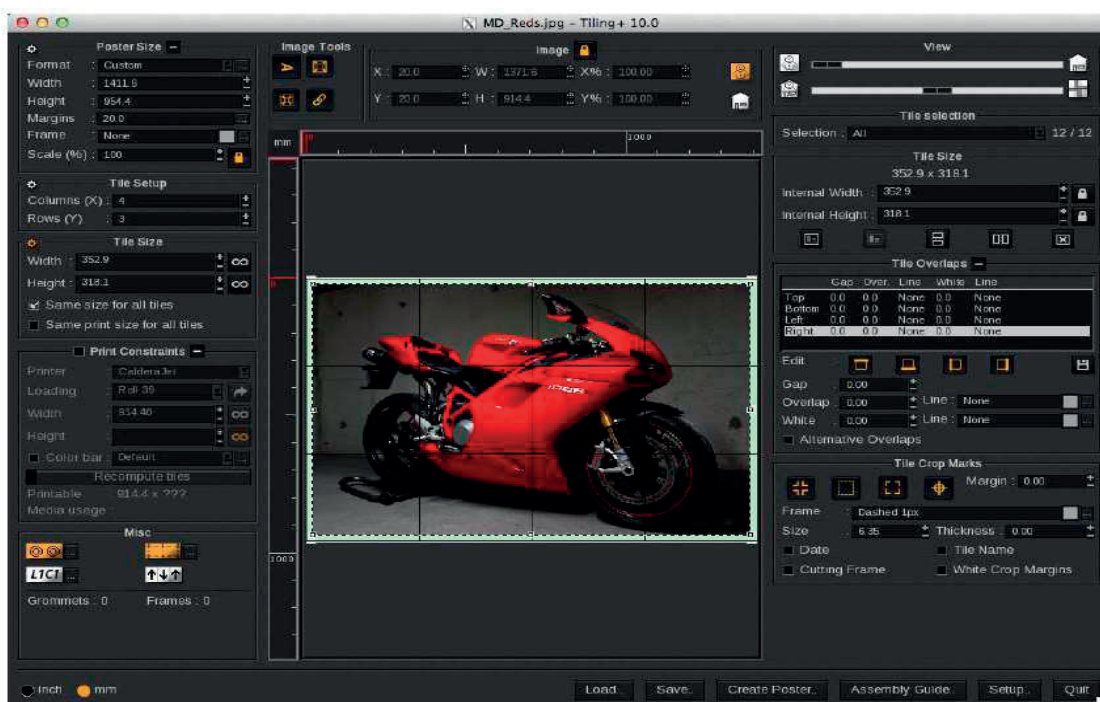 MD_Reds.jpg - Tiling+ 10.0
Poster Size
Format : Custom
Width : 1411.6
Height : 954.4
Margins : 20.0
Frame : None
Scale (%) : 100
Tile Setup
Columns (X) : 4
Rows (Y) : 3
Tile Size
Width : 352.9
Height : 318.1
Same size for all tiles
Same print size for all tiles
Print Constraints
Printer : CalderaJet
Loading : Roll 36
Width : 914.40
Height :
Color bar : Default
Recompute tiles
Printable : 914.4 x ???
Media usage :
Misc
L1C1
Grommets : 0 Frames : 0
Image Tools
Image
X : 20.0 W : 1371.6 X% : 100.00
Y : 20.0 H : 914.4 Y% : 100.00
mm
0 1000
0
1000
View
Tile selection
Selection : All 12 / 12
Tile Size
352.9 x 318.1
Internal Width : 352.9
Internal Height : 318.1
Tile Overlaps
Gap Over. Line White Line
Top 0.0 0.0 None 0.0 None
Bottom 0.0 0.0 None 0.0 None
Left 0.0 0.0 None 0.0 None
Right 0.0 0.0 None 0.0 None
Edit
Gap : 0.00
Overlap : 0.00 Line : None
White : 0.00 Line : None
Alternative Overlaps
Tile Crop Marks
Margin : 0.00
Frame : Dashed 1px
Size : 6.35 Thickness : 0.00
Date Tile Name
Cutting Frame White Crop Margins
inch mm
Load.. Save.. Create Poster.. Assembly Guide.. Setup.. Quit